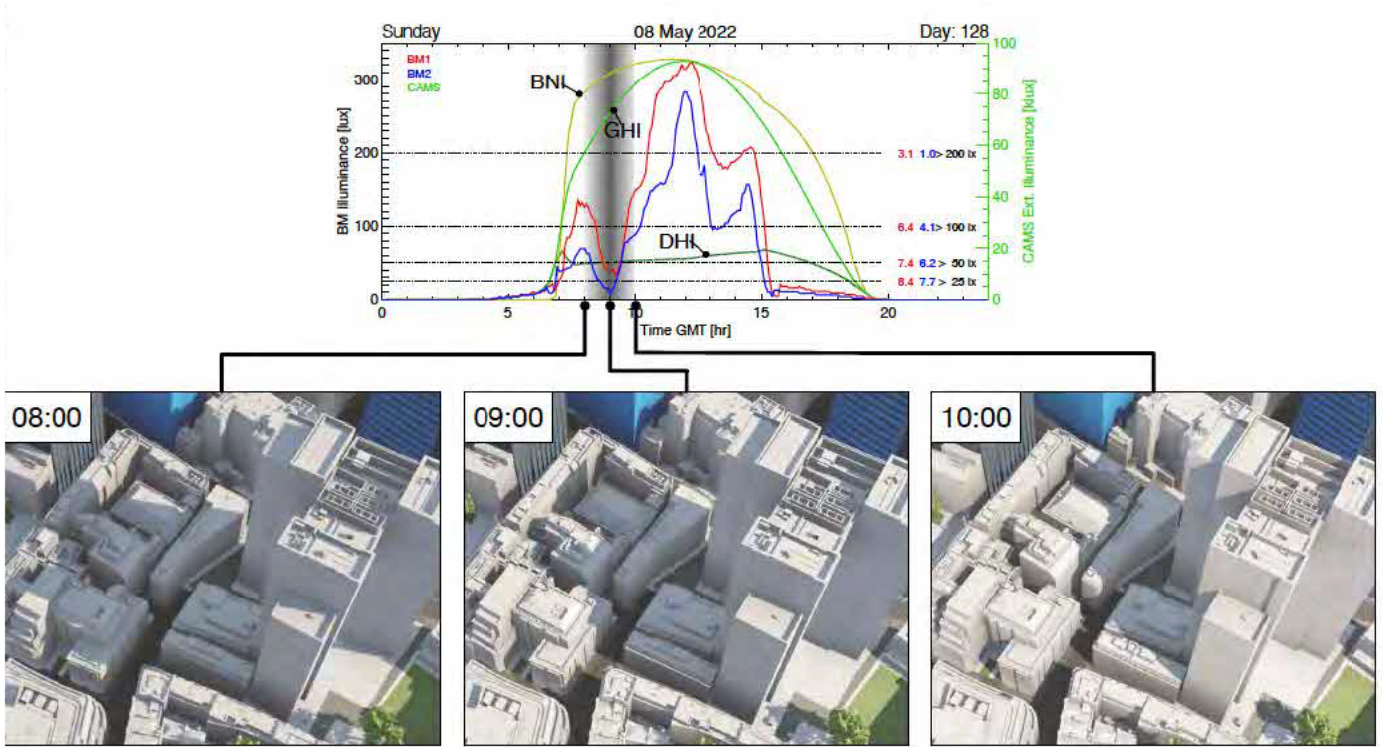 Sunday 08 May 2022 Day: 128
BM1
BM2
CAMS
BNI
GHI
DHI
BM Illuminance [lux]
300
200
100
0
CAMS Ext. Illuminance [klux]
100
80
60
40
20
0
3.1 1.0> 200 lx
6.4 4.1> 100 lx
7.4 6.2 > 50 lx
8.4 7.7 > 25 lx
0 5 10 15 20
Time GMT [hr]
08:00 09:00 10:00